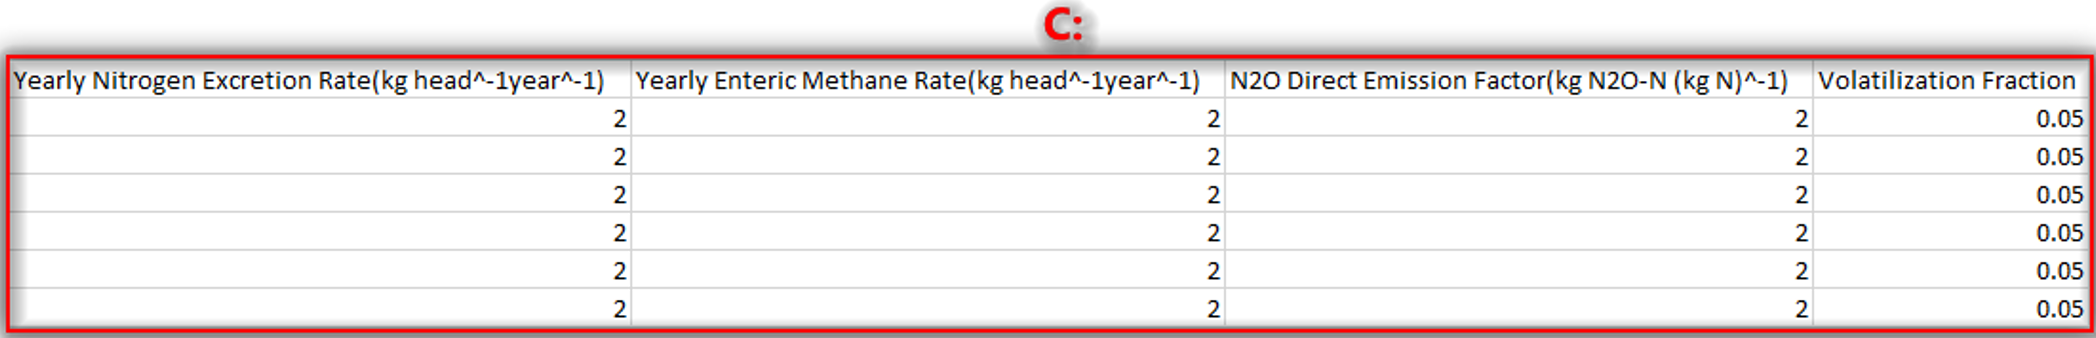 C:
Yearly Nitrogen Excretion Rate(kg head^-1year^-1) Yearly Enteric Methane Rate(kg head^-1year^-1) N2O Direct Emission Factor(kg N2O-N (kg N)^-1) Volatilization Fraction
2 2 2 0.05
2 2 2 0.05
2 2 2 0.05
2 2 2 0.05
2 2 2 0.05
2 2 2 0.05